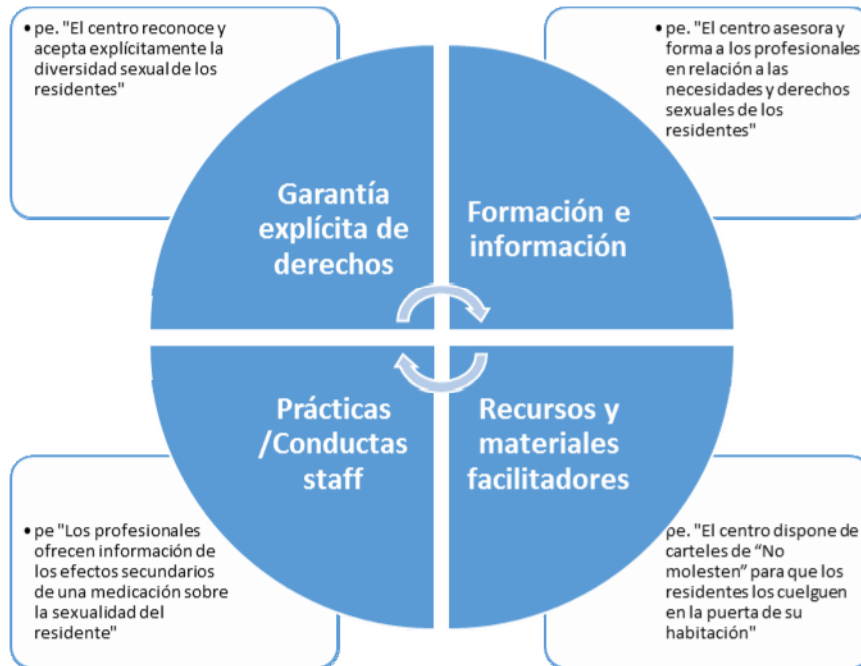 • pe. "El centro reconoce y
acepta explícitamente la
diversidad sexual de los
residentes"
• pe. "El centro asesora y
forma a los profesionales
en relación a las
necesidades y derechos
sexuales de los
residentes"
Garantía
explícita de
derechos
Formación e
información
Prácticas
/Conductas
staff
Recursos y
materiales
facilitadores
• pe "Los profesionales
ofrecen información de
los efectos secundarios
de una medicación sobre
la sexualidad del
residente"
pe. "El centro dispone de
carteles de “No
molesten” para que los
residentes los cuelguen
en la puerta de su
habitación"